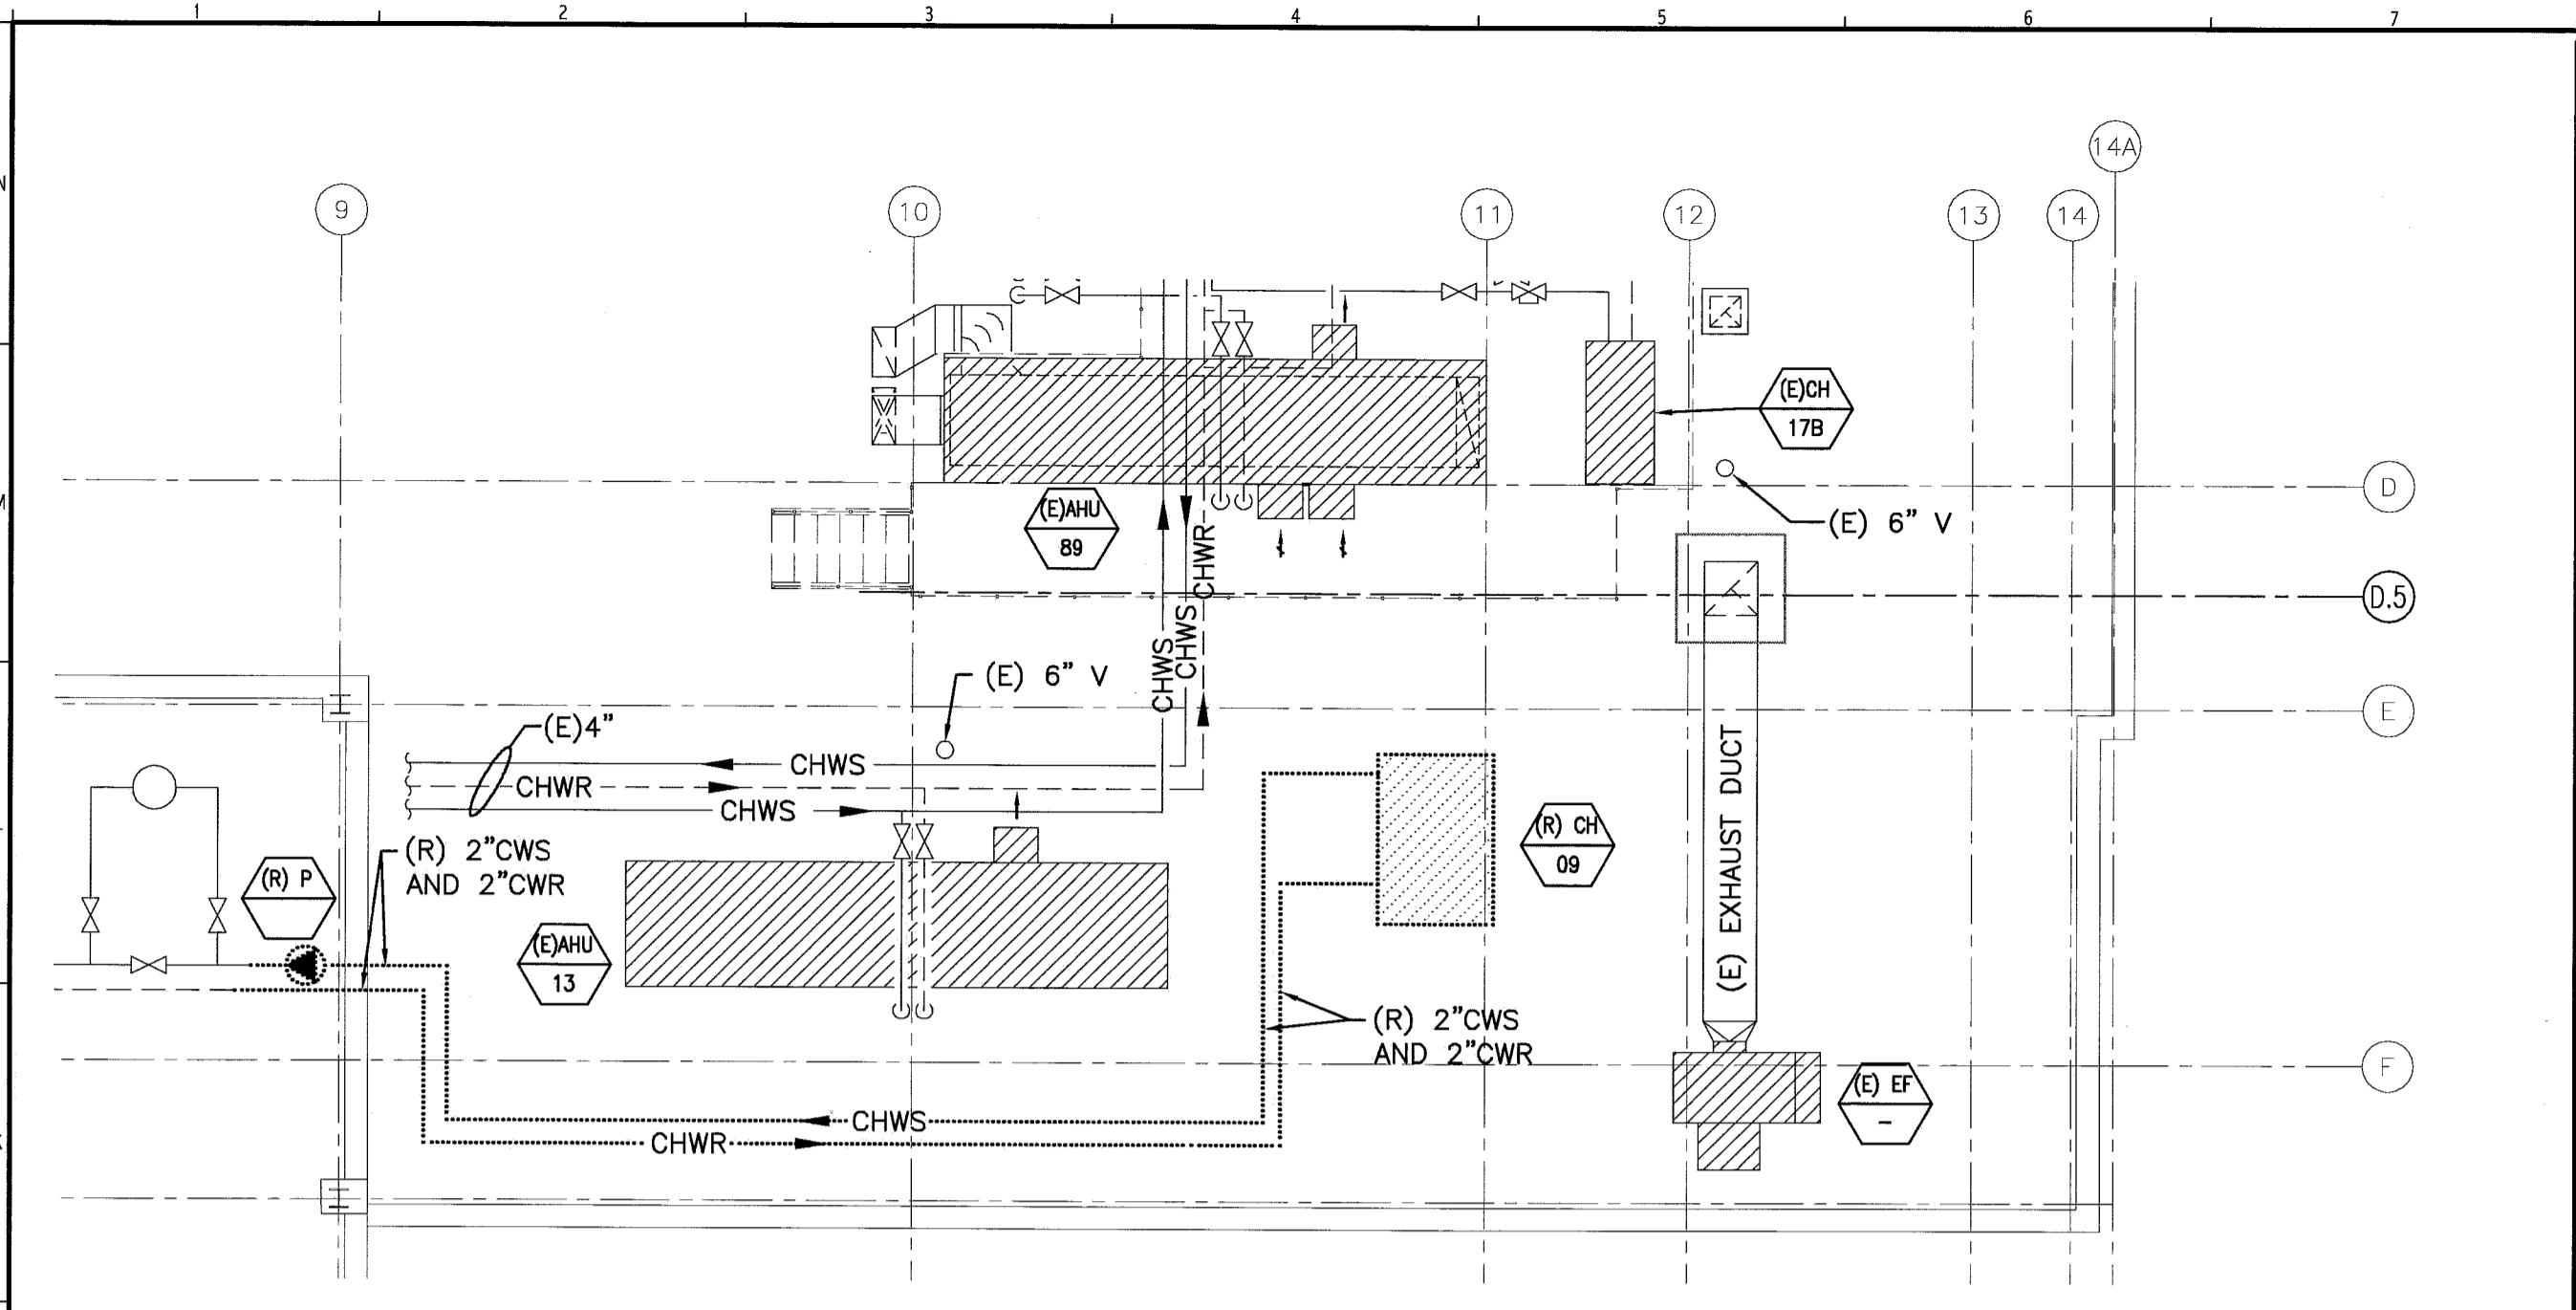 1 2 3 4 5 6 7
14A
9 10 11 12 13 14
N
(E)CH
17B
D
M
(E)AHU
89
(E) 6” V
CHWR
D.5
CHWS
CHWS
(E) 6” V
E
(E)4”
CHWS
CHWR
CHWS
EXHAUST DUCT
(E)
(R) CH
09
(R) 2”CWS
AND 2”CWR
(R) P
(E)AHU
13
(R) 2”CWS
AND 2”CWR
F
(E) EF
-
CHWS
CHWR